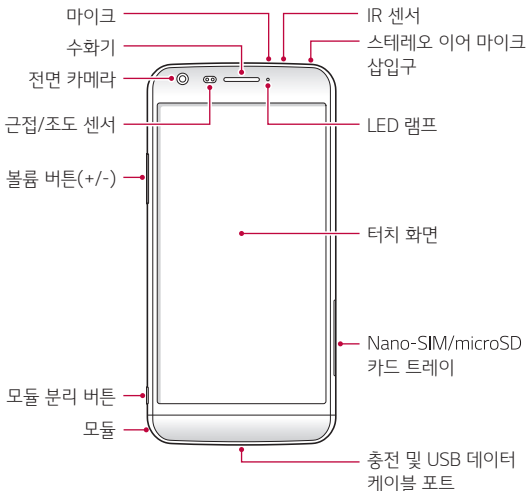 마이크
수화기
전면 카메라
근접/조도 센서
볼륨 버튼(+/-)
모듈 분리 버튼
모듈
IR 센서
스테레오 이어 마이크
삽입구
LED 램프
터치 화면
Nano-SIM/microSD
카드 트레이
충전 및 USB 데이터
케이블 포트